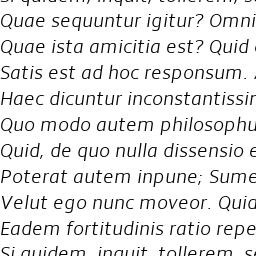 Si quidem, inquit, tollerem, s
Quae sequuntur igitur? Omni
Quae ista amicitia est? Quid
Satis est ad hoc responsum.
Haec dicuntur inconstantissi
Quo modo autem philosophu
Quid, de quo nulla dissensio e
Poterat autem inpune; Sume
Velut ego nunc moveor. Quid
Eadem fortitudinis ratio repe
Si quidem, inquit, tollerem, se